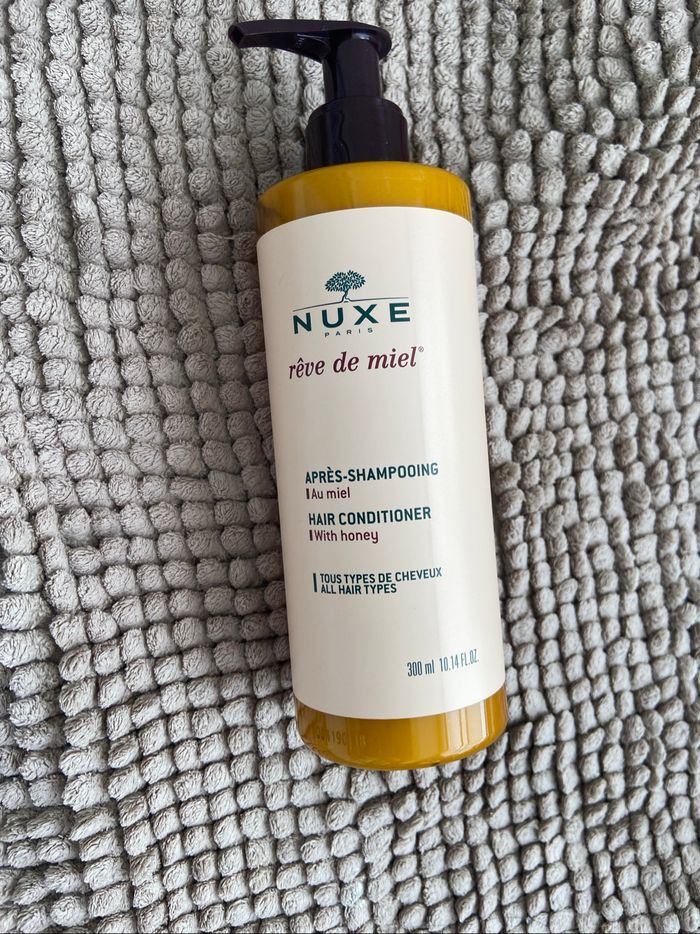 NUXE
PARIS
rêve de miel®
APRÈS-SHAMPOOING
Au miel
HAIR CONDITIONER
With honey
TOUS TYPES DE CHEVEUX
ALL HAIR TYPES
300 ml 10.14 FL.OZ.